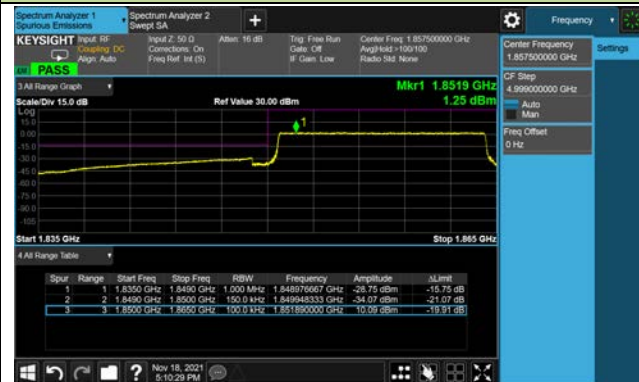 Spectrum Analyzer 1
Spurious Emissions
Spectrum Analyzer 2
Swept SA
Frequency
KEYSIGHT
Input: RF
Coupling: DC
Align: Auto
Input Z: 50 Ω
Corrections: On
Freq Ref: Int (S)
Atten: 16 dB
Trig: Free Run
Gate: Off
IF Gain: Low
Center Freq: 1.857500000 GHz
Avg|Hold:>100/100
Radio Std: None
PASS
3 All Range Graph
Scale/Div 15.0 dB
Ref Value 30.00 dBm
Mkr1 1.8519 GHz
1.25 dBm
Log
15.0
0.00
-15.0
-30.0
-45.0
-60.0
-75.0
-90.0
-105
1
Start 1.835 GHz
Stop 1.865 GHz
4 All Range Table
Spur Range Start Freq Stop Freq RBW Frequency Amplitude ΔLimit
1 1 1.8350 GHz 1.8490 GHz 1.000 MHz 1.848976667 GHz -28.75 dBm -15.75 dB
2 2 1.8490 GHz 1.8500 GHz 150.0 kHz 1.849948333 GHz -34.07 dBm -21.07 dB
3 3 1.8500 GHz 1.8650 GHz 100.0 kHz 1.851890000 GHz 10.09 dBm -19.91 dB
Center Frequency
1.857500000 GHz
Settings
CF Step
4.999000000 GHz
Auto
Man
Freq Offset
0 Hz
Nov 18, 2021
5:10:29 PM